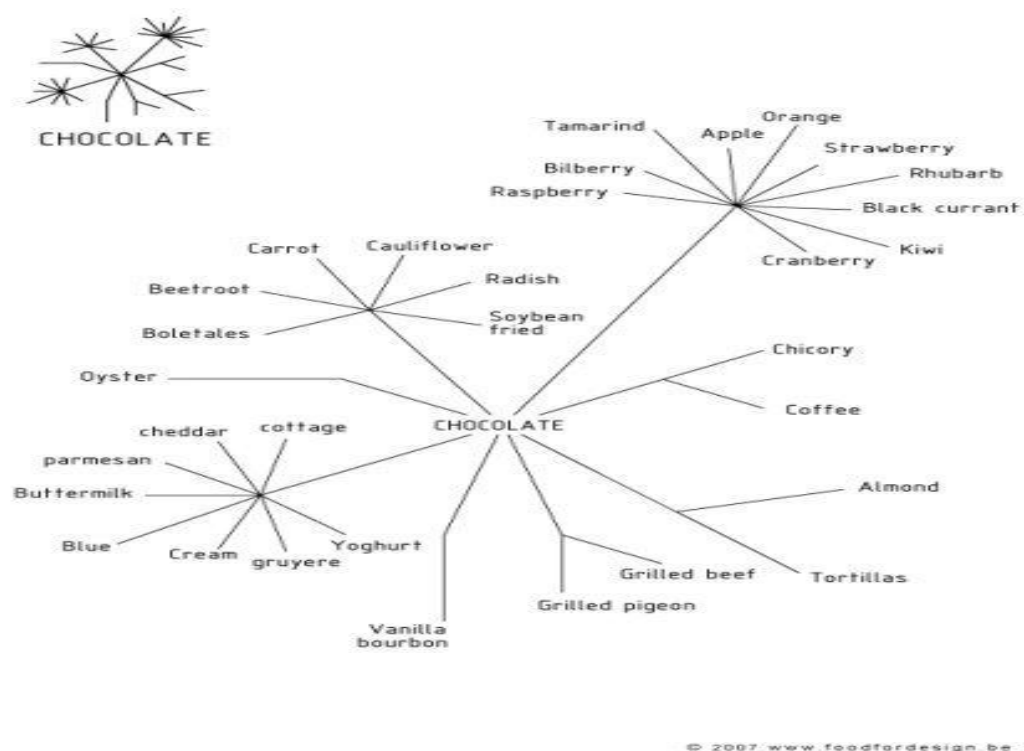 CHOCOLATE
Orange
Tamarind
Apple
Strawberry
Bilberry
Rhubarb
Raspberry
Black currant
Kiwi
Cranberry
Carrot
Cauliflower
Radish
Beetroot
Soybean
fried
Boletales
Oyster
Chicory
Coffee
CHOCOLATE
cheddar
cottage
parmesan
Buttermilk
Blue
Cream
gruyere
Yoghurt
Almond
Tortillas
Grilled beef
Grilled pigeon
Vanilla
bourbon
© 2007 www.foodfordesign.be